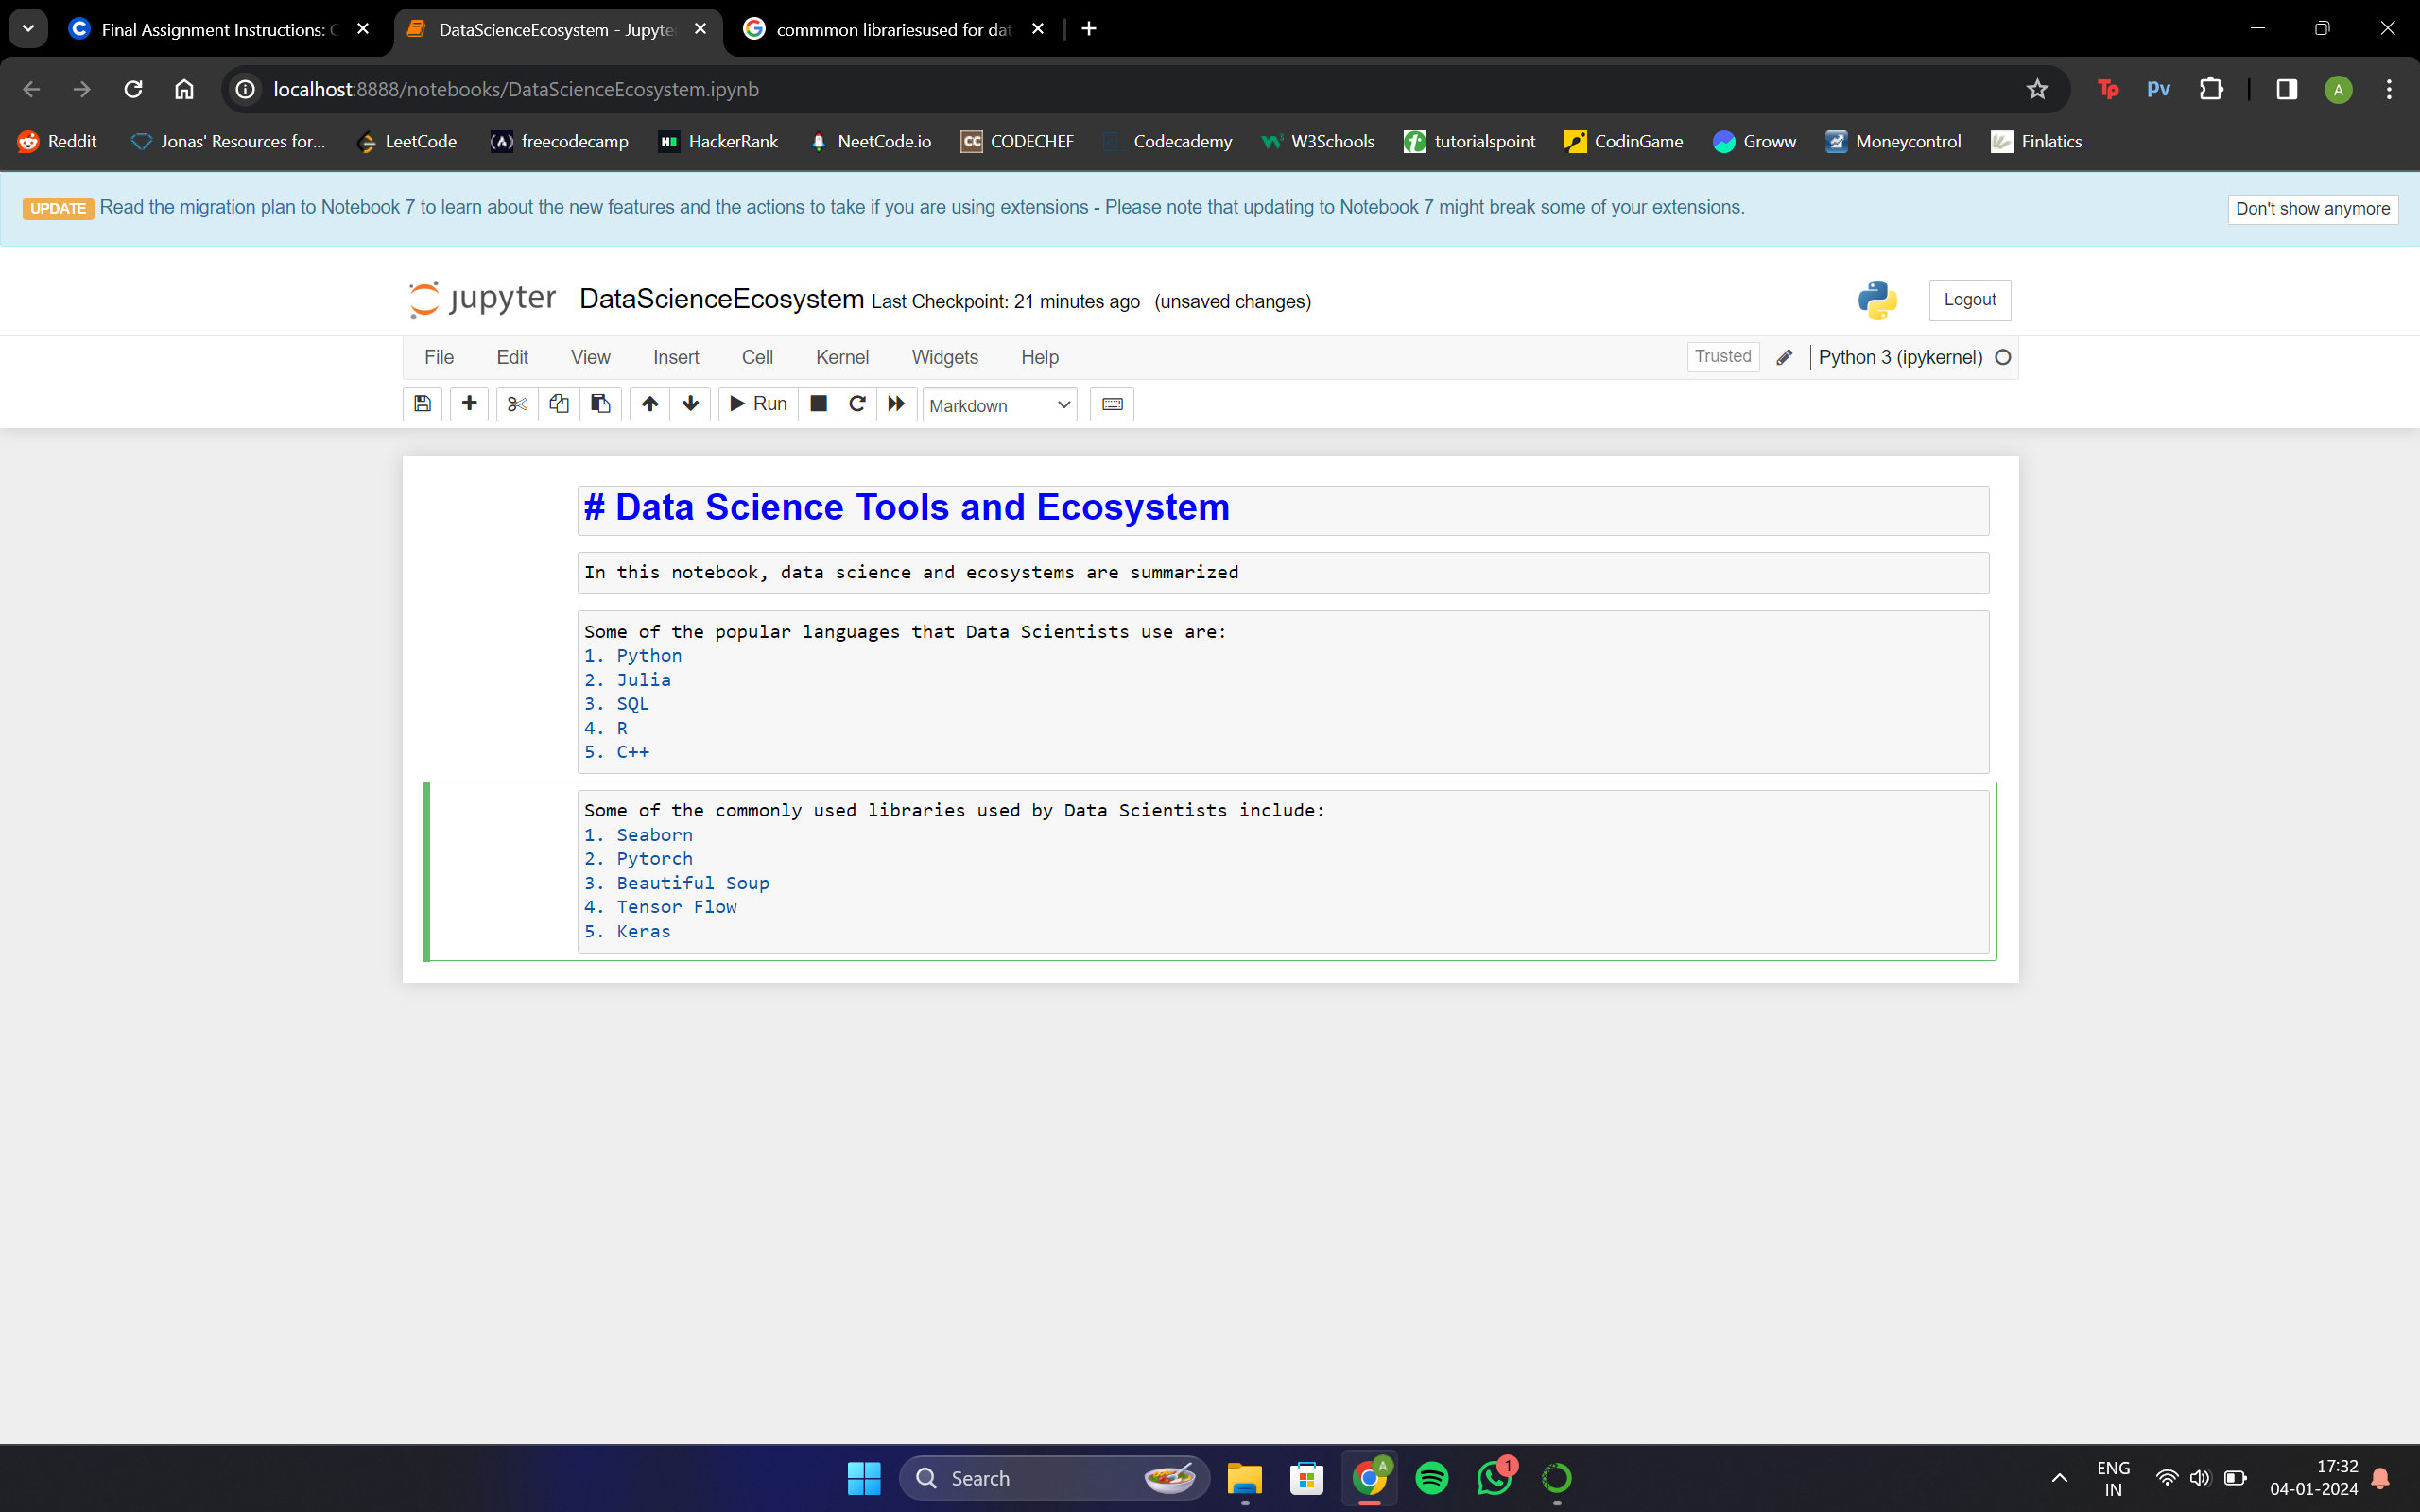 Final Assignment Instructions: C
DataScienceEcosystem - Jupyte
commmon librariesused for dat
localhost:8888/notebooks/DataScienceEcosystem.ipynb
Tp
pv
A
Reddit
Jonas' Resources for...
LeetCode
freecodecamp
HackerRank
NeetCode.io
CC CODECHEF
Codecademy
W3Schools
tutorialspoint
CodinGame
Groww
Moneycontrol
Finlatics
UPDATE Read the migration plan to Notebook 7 to learn about the new features and the actions to take if you are using extensions - Please note that updating to Notebook 7 might break some of your extensions.
Don't show anymore
jupyter DataScienceEcosystem Last Checkpoint: 21 minutes ago (unsaved changes)
Logout
File Edit View Insert Cell Kernel Widgets Help
Trusted
Python 3 (ipykernel)
Run
Markdown
# Data Science Tools and Ecosystem
In this notebook, data science and ecosystems are summarized
Some of the popular languages that Data Scientists use are:
1. Python
2. Julia
3. SQL
4. R
5. C++
Some of the commonly used libraries used by Data Scientists include:
1. Seaborn
2. Pytorch
3. Beautiful Soup
4. Tensor Flow
5. Keras
Search
A
1
ENG
IN
17:32
04-01-2024